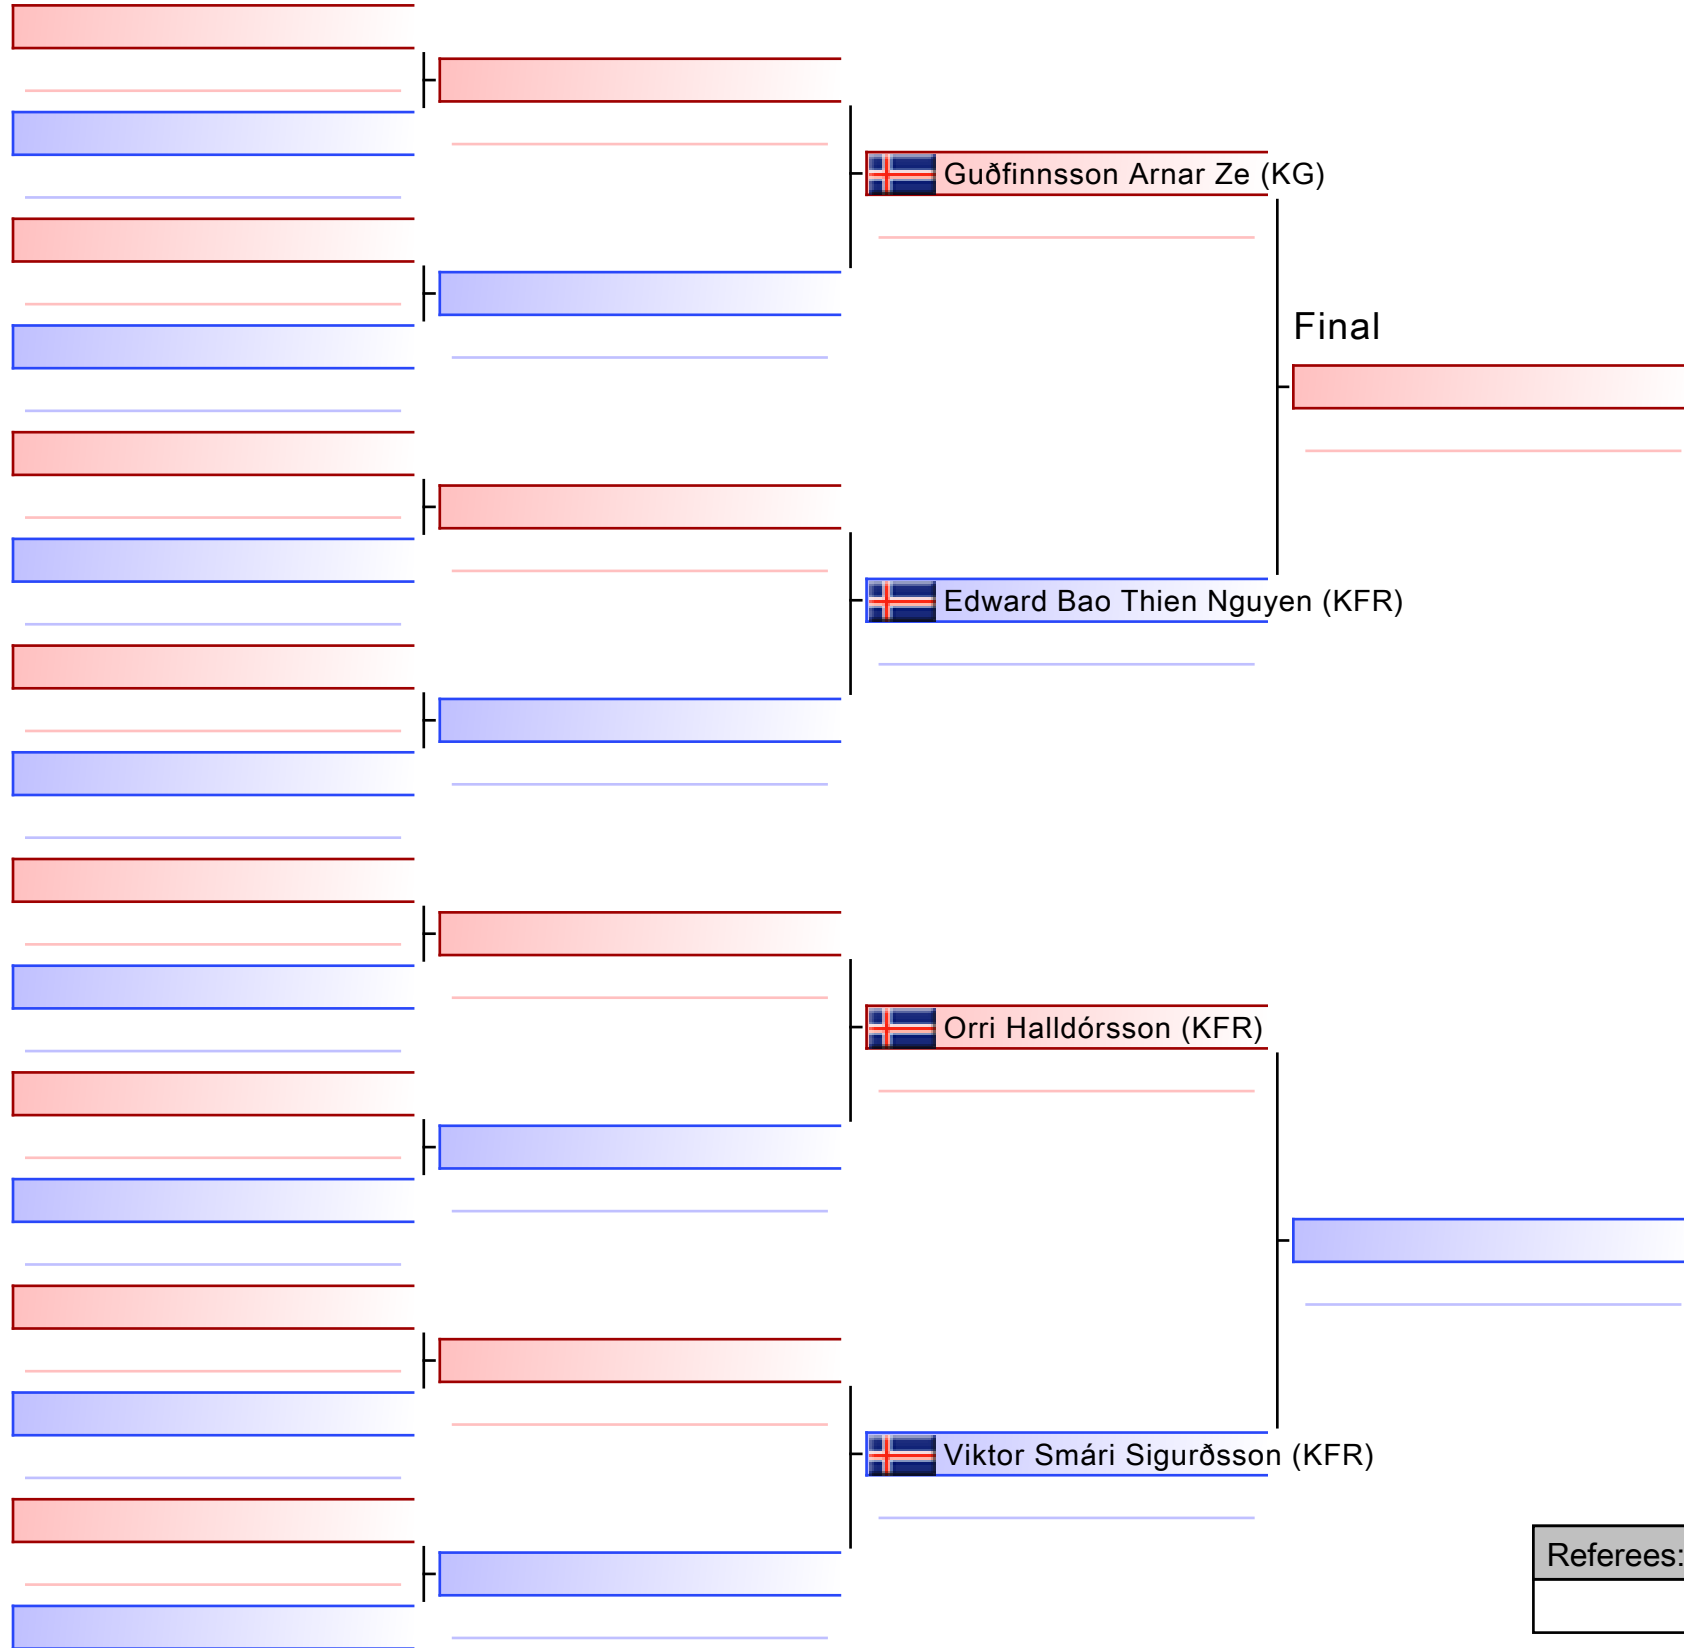 Guðfinnsson Arnar Ze (KG)
Final
Edward Bao Thien Nguyen (KFR)
Orri Halldórsson (KFR)
Viktor Smári Sigurðsson (KFR)
Referees: